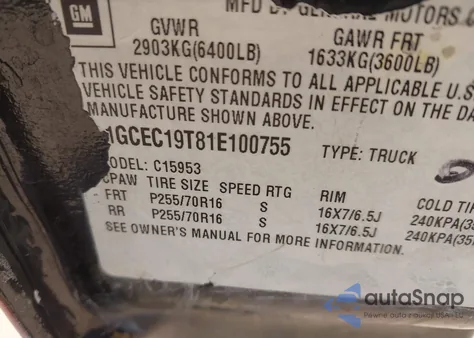 MFD BY GENERAL MOTORS
GM
GVWR GAWR FRT
2903KG(6400LB) 1633KG(3600LB)
THIS VEHICLE CONFORMS TO ALL APPLICABLE U.S.
VEHICLE SAFETY STANDARDS IN EFFECT ON THE DA
MANUFACTURE SHOWN ABOVE.
1GCEC19T81E100755 TYPE: TRUCK
MODEL: C15953
CPAW TIRE SIZE SPEED RTG RIM COLD TI
FRT P255/70R16 S 16X7/6.5J 240KPA(35
RR P255/70R16 S 16X7/6.5J 240KPA(35
SEE OWNER'S MANUAL FOR MORE INFORMATION.
autoSnap